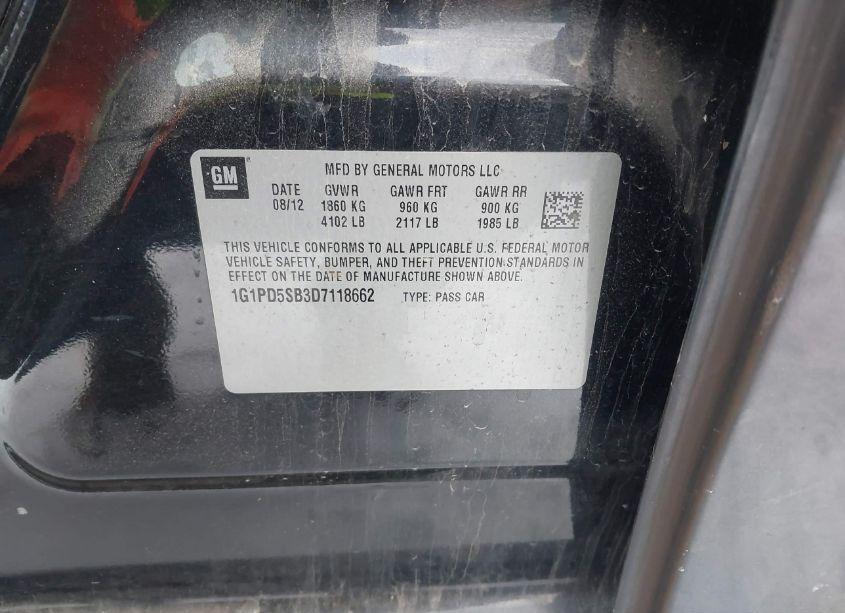 GM
MFD BY GENERAL MOTORS LLC
DATE GVWR GAWR FRT GAWR RR
08/12 1860 KG 960 KG 900 KG
4102 LB 2117 LB 1985 LB
THIS VEHICLE CONFORMS TO ALL APPLICABLE U.S. FEDERAL MOTOR
VEHICLE SAFETY, BUMPER, AND THEFT PREVENTION STANDARDS IN
EFFECT ON THE DATE OF MANUFACTURE SHOWN ABOVE.
1G1PD5SB3D7118662 TYPE: PASS CAR